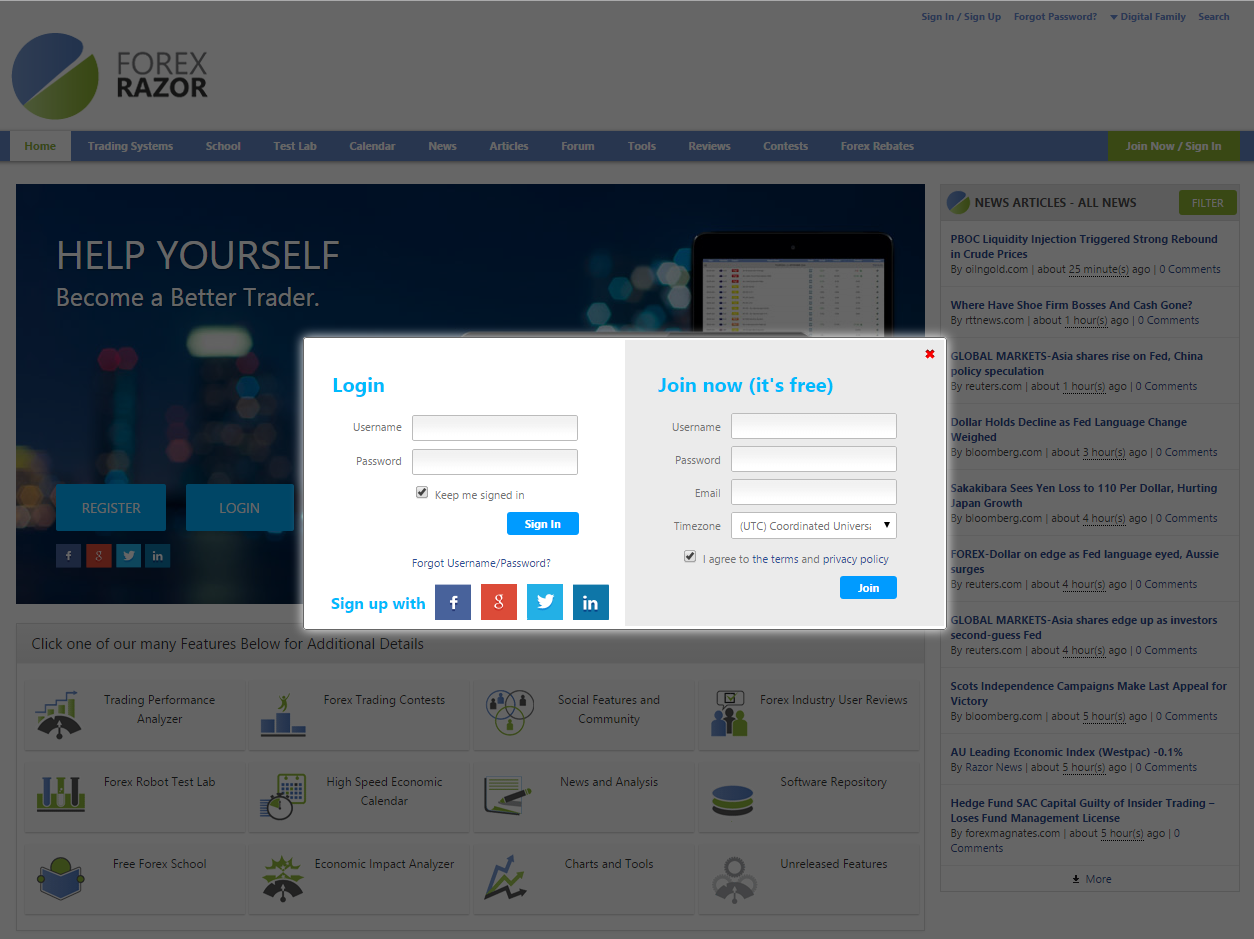 Sign In / Sign Up Forgot Password? Digital Family Search
FOREX
RAZOR
Home Trading Systems School Test Lab Calendar News Articles Forum Tools Reviews Contests Forex Rebates Join Now / Sign In
HELP YOURSELF
Become a Better Trader.
REGISTER LOGIN
Login
Username
Password
Keep me signed in
Sign In
Forgot Username/Password?
Sign up with f g in
Join now (it's free)
Username
Password
Email
Timezone (UTC) Coordinated Universa
I agree to the terms and privacy policy
Join
Click one of our many Features Below for Additional Details
Trading Performance
Analyzer
Forex Trading Contests
Social Features and
Community
Forex Industry User Reviews
Forex Robot Test Lab
High Speed Economic
Calendar
News and Analysis
Software Repository
Free Forex School
Economic Impact Analyzer
Charts and Tools
Unreleased Features
NEWS ARTICLES - ALL NEWS FILTER
PBOC Liquidity Injection Triggered Strong Rebound
in Crude Prices
By oilngold.com | about 25 minute(s) ago | 0 Comments
Where Have Shoe Firm Bosses And Cash Gone?
By rttnews.com | about 1 hour(s) ago | 0 Comments
GLOBAL MARKETS-Asia shares rise on Fed, China
policy speculation
By reuters.com | about 1 hour(s) ago | 0 Comments
Dollar Holds Decline as Fed Language Change
Weighed
By bloomberg.com | about 3 hour(s) ago | 0 Comments
Sakakibara Sees Yen Loss to 110 Per Dollar, Hurting
Japan Growth
By bloomberg.com | about 4 hour(s) ago | 0 Comments
FOREX-Dollar on edge as Fed language eyed, Aussie
surges
By reuters.com | about 4 hour(s) ago | 0 Comments
GLOBAL MARKETS-Asia shares edge up as investors
second-guess Fed
By reuters.com | about 4 hour(s) ago | 0 Comments
Scots Independence Campaigns Make Last Appeal for
Victory
By bloomberg.com | about 5 hour(s) ago | 0 Comments
AU Leading Economic Index (Westpac) -0.1%
By Razor News | about 5 hour(s) ago | 0 Comments
Hedge Fund SAC Capital Guilty of Insider Trading –
Loses Fund Management License
By forexmagnates.com | about 5 hour(s) ago | 0
Comments
More